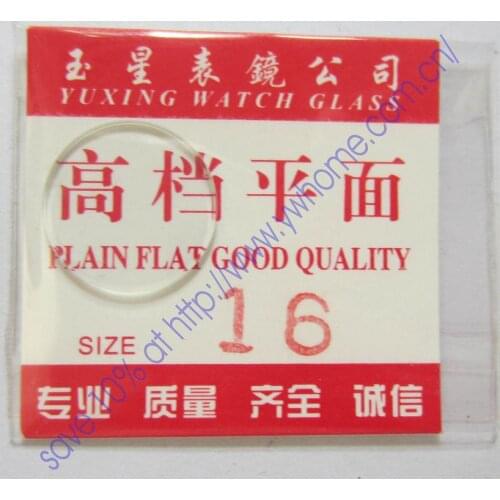 玉星表鏡公司
YUXING WATCH GLASS
高档平面
PLAIN FLAT GOOD QUALITY
SIZE 16
专业 质量 齐全 诚信
save 10% at http://www.ywhome.com.cn/